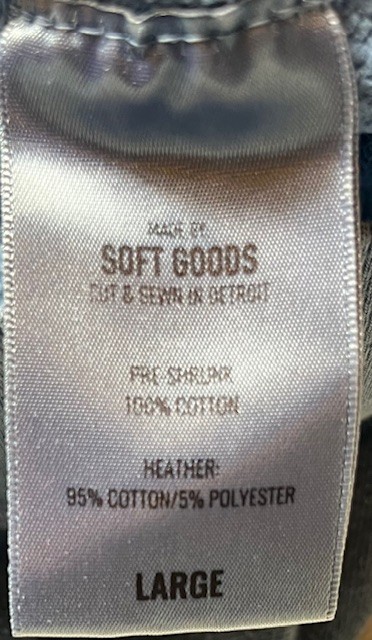 MADE BY
SOFT GOODS
CUT & SEWN IN DETROIT
PRE-SHRUNK
100% COTTON
HEATHER:
95% COTTON/5% POLYESTER
LARGE